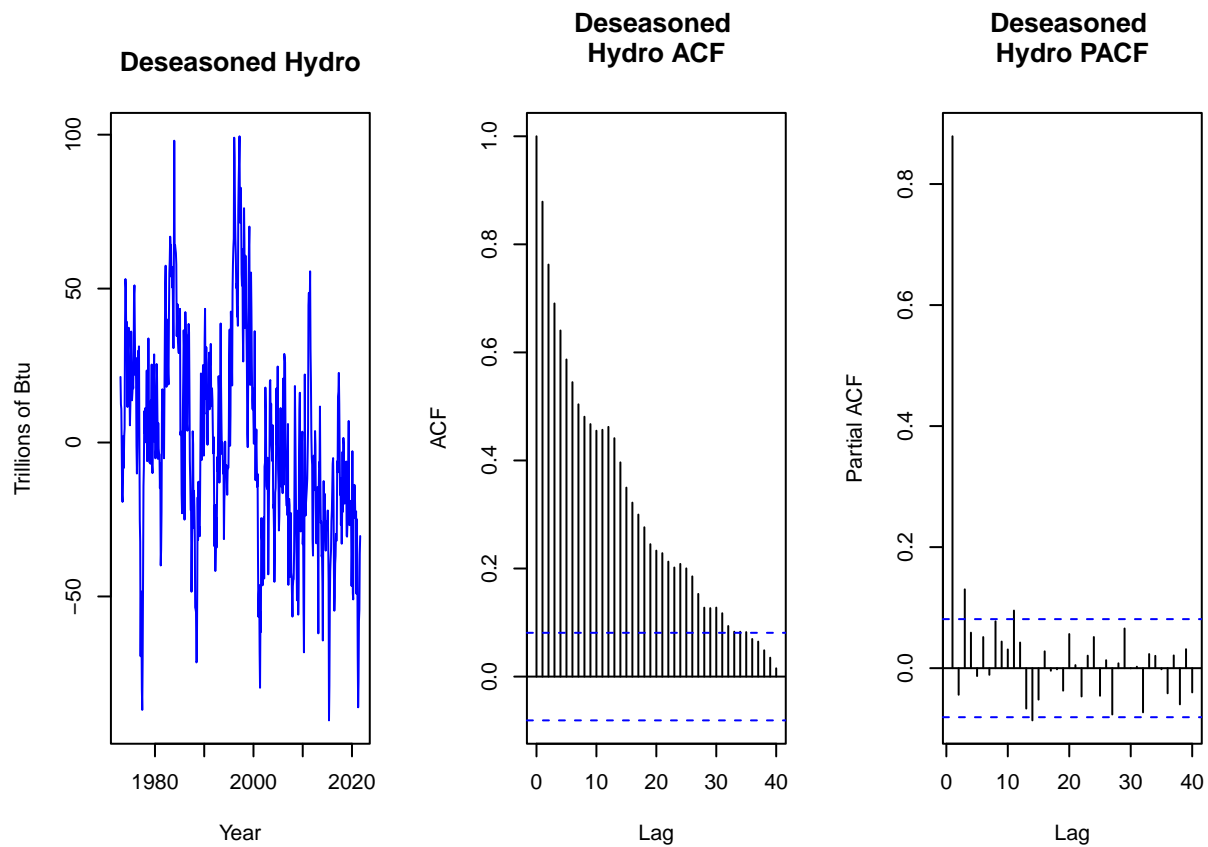 Deseasoned Hydro
Trillions of Btu
100
50
0
−50
1980
2000
2020
Year
Deseasoned
Hydro ACF
ACF
1.0
0.8
0.6
0.4
0.2
0.0
0
10
20
30
40
Lag
Deseasoned
Hydro PACF
Partial ACF
0.8
0.6
0.4
0.2
0.0
0
10
20
30
40
Lag